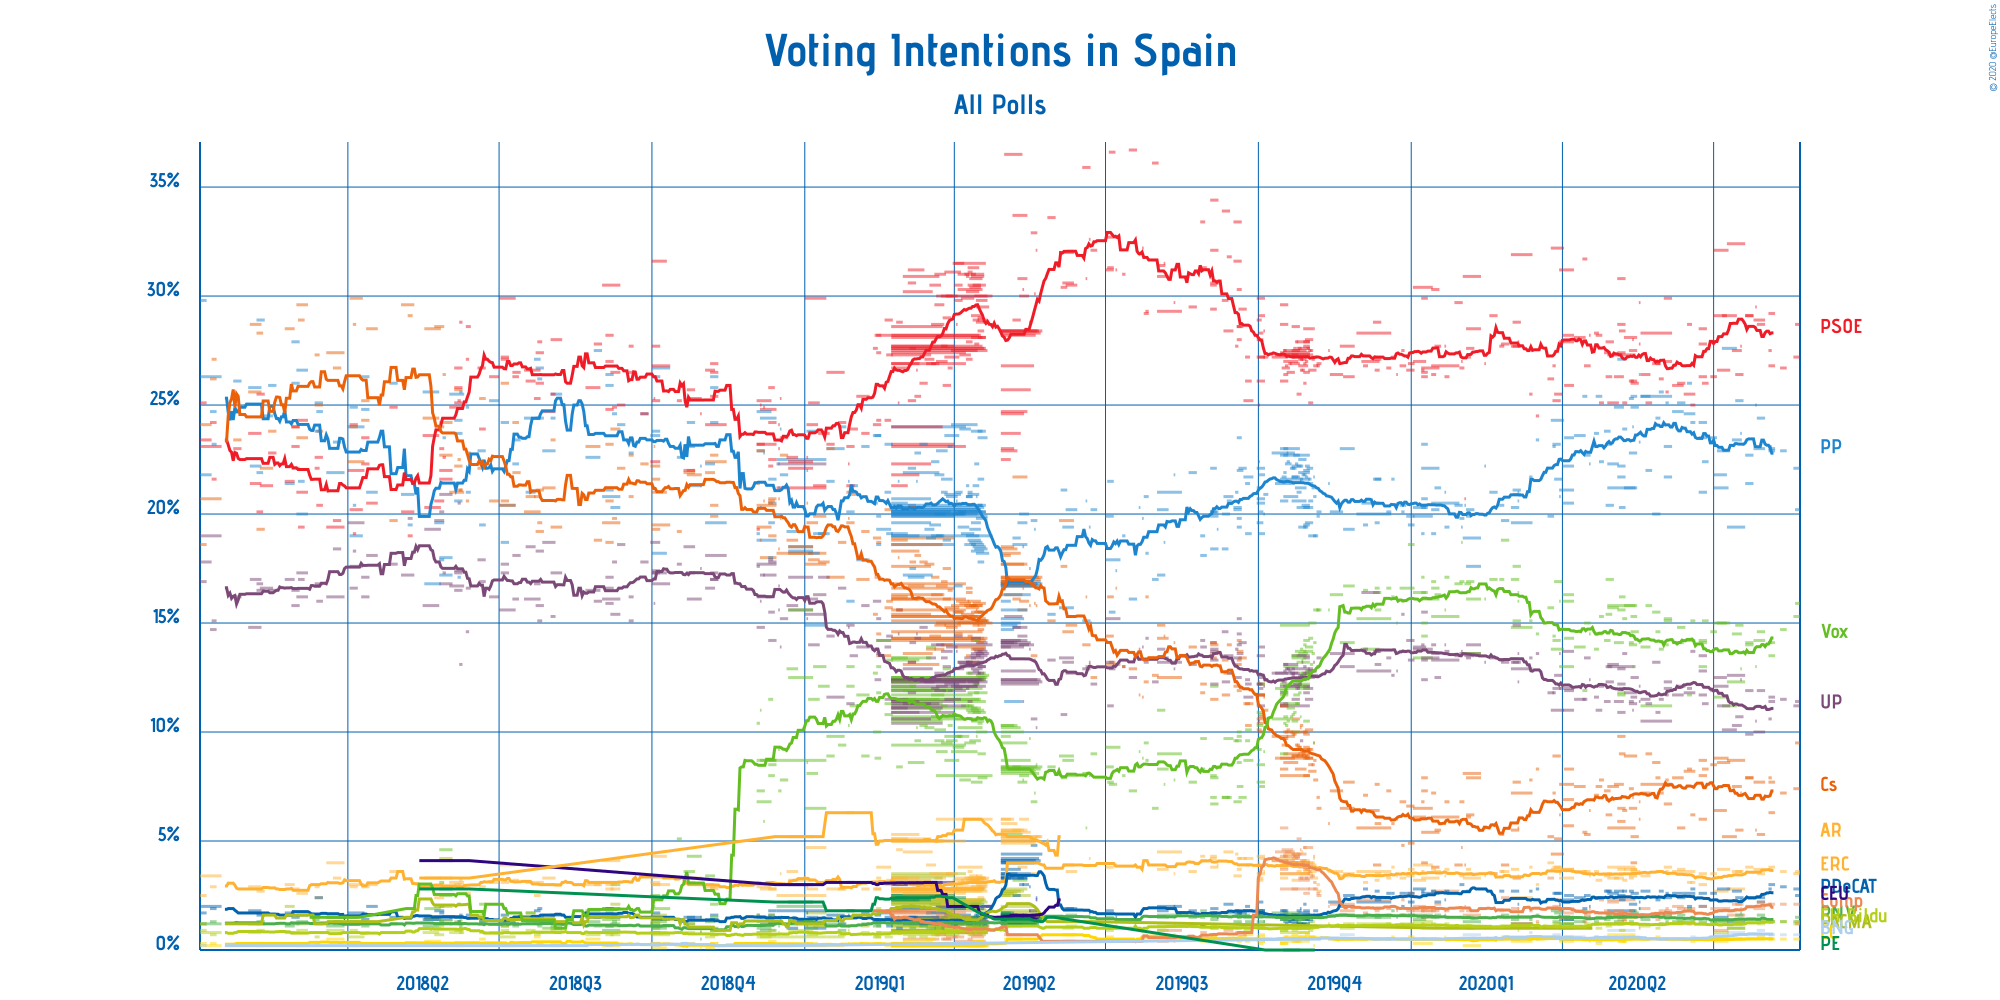 Voting Intentions in Spain
All Polls
© 2020 @EuropeElects
35%
30%
25%
20%
15%
10%
5%
0%
PSOE
PP
Vox
UP
Cs
AR
ERC
PDeCAT
BNG
PE
2018Q2 2018Q3 2018Q4 2019Q1 2019Q2 2019Q3 2019Q4 2020Q1 2020Q2